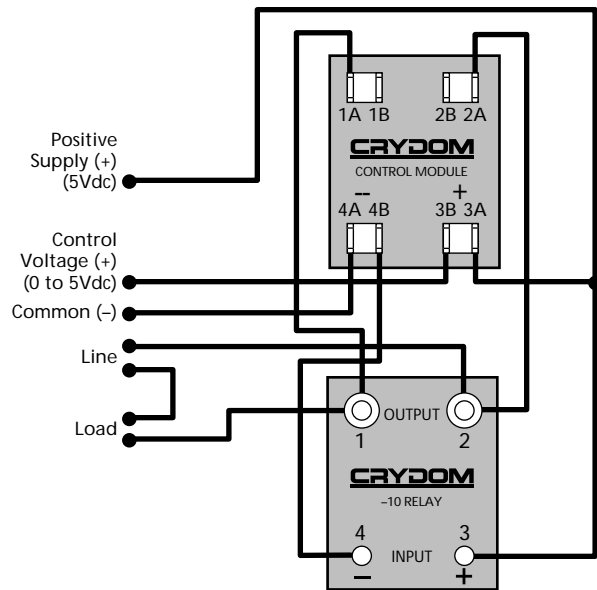 1A 1B
2B 2A
CRYDOM
CONTROL MODULE
-- +
4A 4B
3B 3A
Positive
Supply (+)
(5Vdc)
Control
Voltage (+)
(0 to 5Vdc)
Common (–)
Line
Load
OUTPUT
1
2
CRYDOM
–10 RELAY
4
3
INPUT
– +